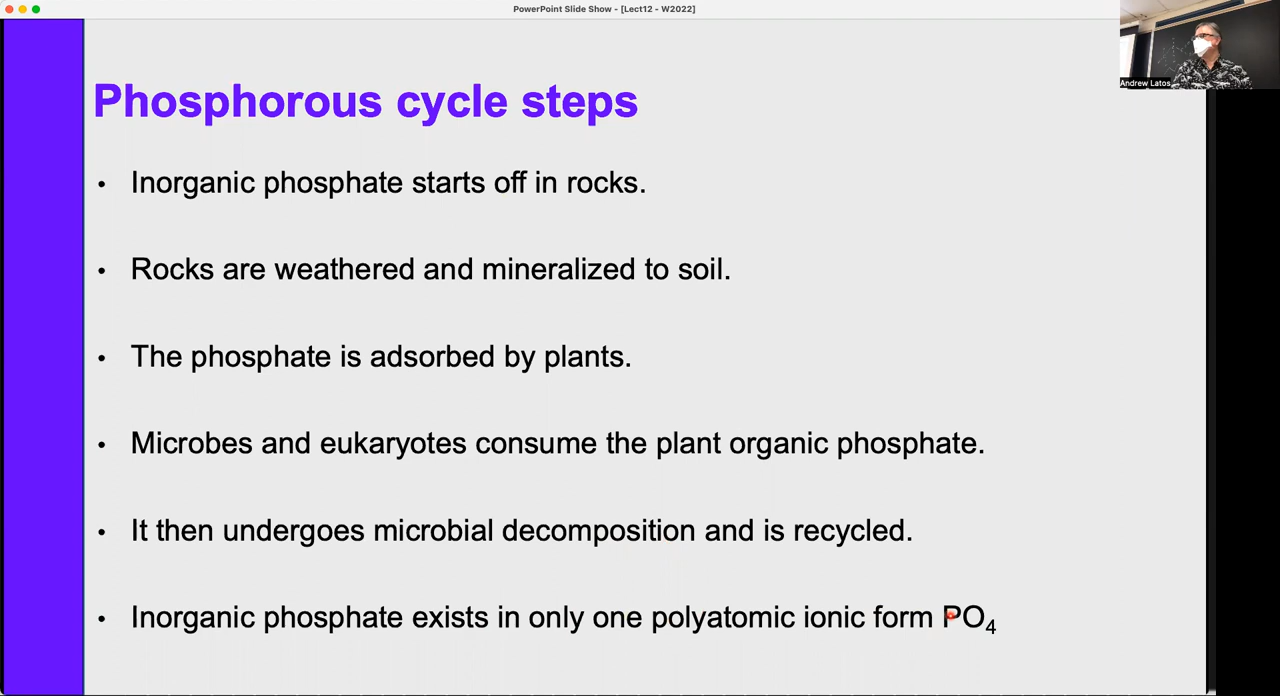 PowerPoint Slide Show - [Lect12 - W2022]
Andrew Latos
Phosphorous cycle steps
• Inorganic phosphate starts off in rocks.
• Rocks are weathered and mineralized to soil.
• The phosphate is adsorbed by plants.
• Microbes and eukaryotes consume the plant organic phosphate.
• It then undergoes microbial decomposition and is recycled.
• Inorganic phosphate exists in only one polyatomic ionic form PO₄